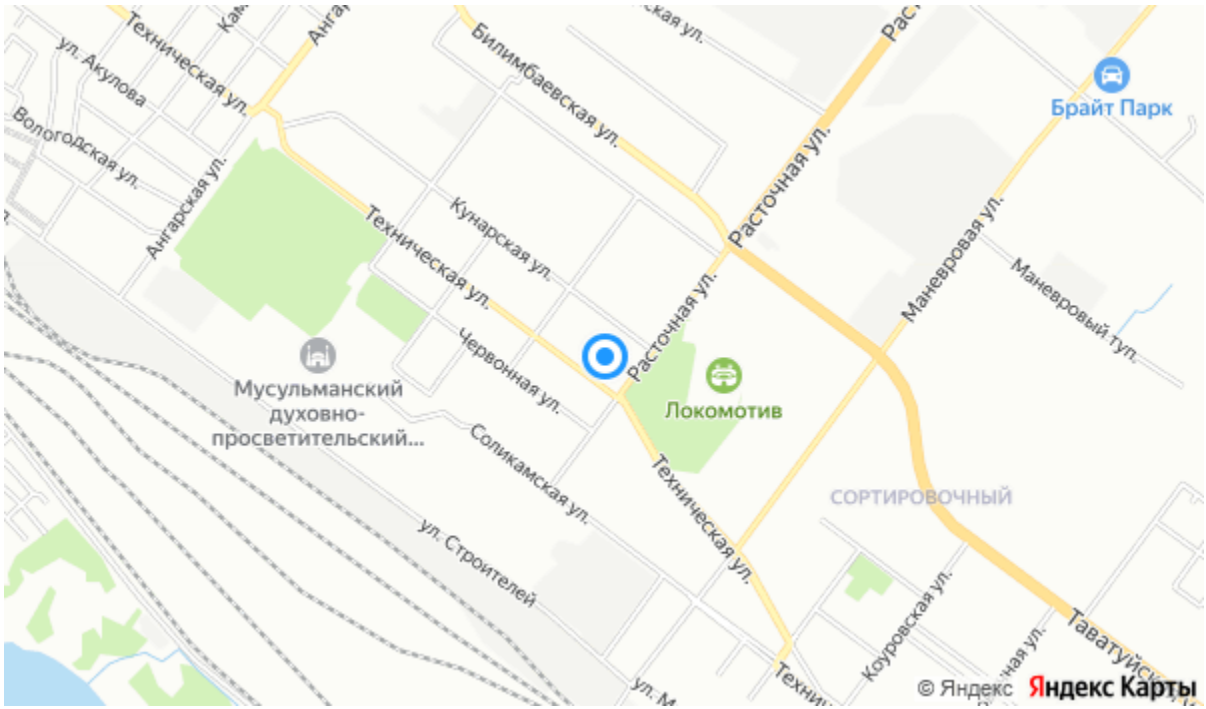 Техническая ул.
ул. Акулова
Вологодская ул.
Ангарская ул.
Билимбаевская ул.
Расточная ул.
Брайт Парк
Кунарская ул.
Техническая ул.
Расточная ул.
Маневровая ул.
Маневровый туп.
Червонная ул.
Мусульманский
духовно-
просветительский...
Локомотив
Соликамская ул.
Техническая ул.
СОРТИРОВОЧНЫЙ
ул. Строителей
Коуровская ул.
© Яндекс Яндекс Карты